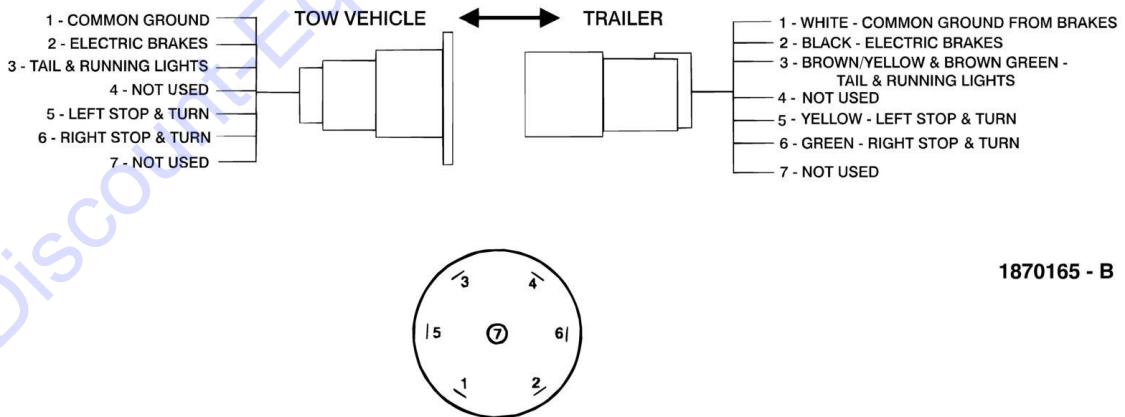 TOW VEHICLE
TRAILER
1 - COMMON GROUND
2 - ELECTRIC BRAKES
3 - TAIL & RUNNING LIGHTS
4 - NOT USED
5 - LEFT STOP & TURN
6 - RIGHT STOP & TURN
7 - NOT USED
1 - WHITE - COMMON GROUND FROM BRAKES
2 - BLACK - ELECTRIC BRAKES
3 - BROWN/YELLOW & BROWN GREEN -
TAIL & RUNNING LIGHTS
4 - NOT USED
5 - YELLOW - LEFT STOP & TURN
6 - GREEN - RIGHT STOP & TURN
7 - NOT USED
1870165 - B
3 4
5 7 6
1 2
Discount-Eq